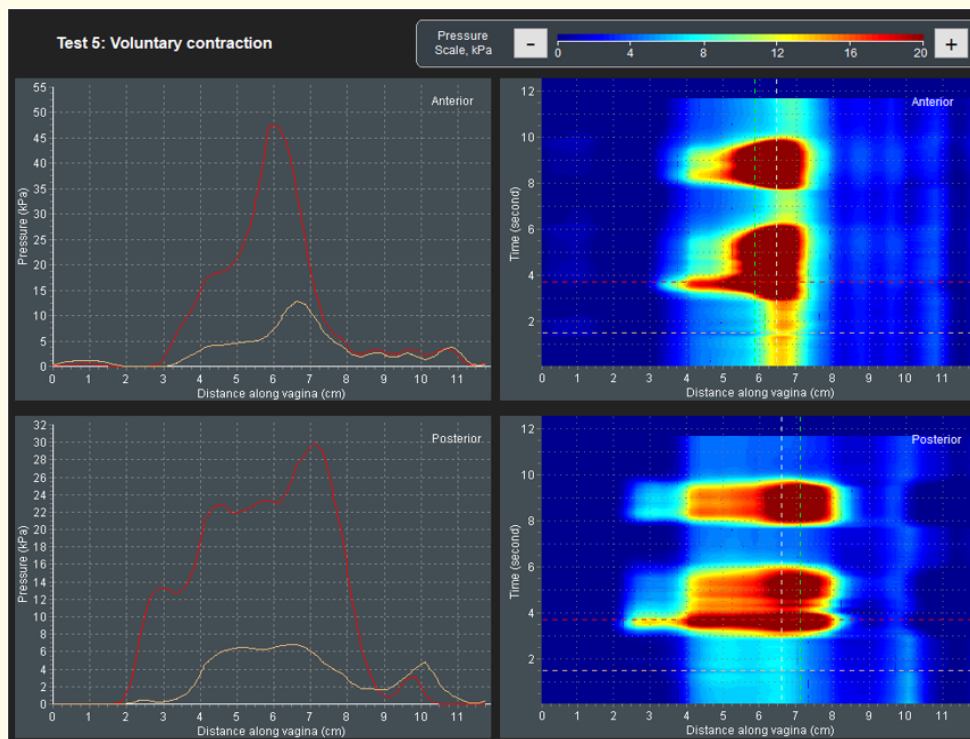 Test 5: Voluntary contraction
Pressure
Scale, kPa
-
0 4 8 12 16 20
+
Anterior
Pressure (kPa)
55
50
45
40
35
30
25
20
15
10
5
0
0 1 2 3 4 5 6 7 8 9 10 11
Distance along vagina (cm)
Anterior
Time (second)
12
10
8
6
4
2
0 1 2 3 4 5 6 7 8 9 10 11
Distance along vagina (cm)
Posterior
Pressure (kPa)
32
30
28
26
24
22
20
18
16
14
12
10
8
6
4
2
0
0 1 2 3 4 5 6 7 8 9 10 11
Distance along vagina (cm)
Posterior
Time (second)
12
10
8
6
4
2
0 1 2 3 4 5 6 7 8 9 10 11
Distance along vagina (cm)